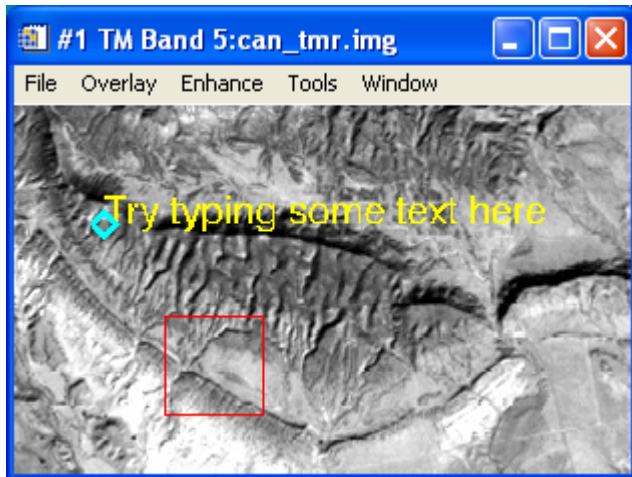 #1 TM Band 5:can_tmr.img
File Overlay Enhance Tools Window
Try typing some text here